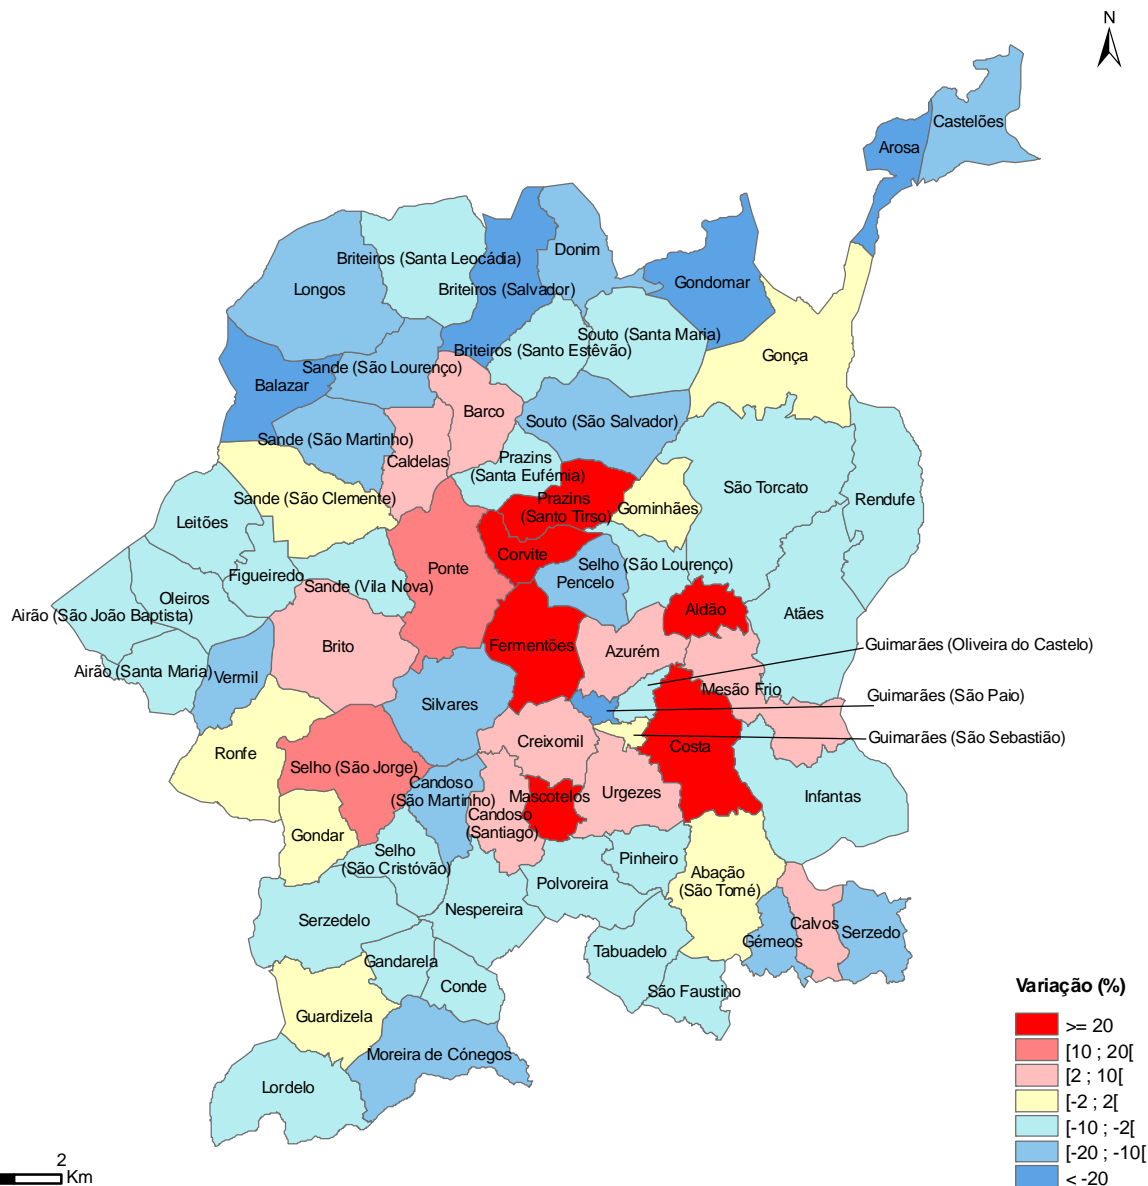 N
Castelões
Arosa
Donim
Briteiros (Santa Leocádia)
Gondomar
Longos
Briteiros (Salvador)
Souto (Santa Maria)
Briteiros (Santo Estêvão)
Gonça
Sande (São Lourenço)
Balazar
Barco
Souto (São Salvador)
Sande (São Martinho)
Caldelas
Prazins
(Santa Eufémia)
São Torcato
Sande (São Clemente)
Prazins
(Santo Tirso)
Gominhães
Rendufe
Leitões
Corvite
Selho (São Lourenço)
Ponte
Figueiredo
Pencelo
Sande (Vila Nova)
Oleiros
Airão (São João Baptista)
Aldão
Atães
Brito
Fermentões
Azurém
Guimarães (Oliveira do Castelo)
Airão (Santa Maria)
Vermil
Mesão Frio
Guimarães (São Paio)
Silvares
Guimarães (São Sebastião)
Creixomil
Costa
Ronfe
Selho (São Jorge)
Candoso
(São Martinho)
Mascotelos
Urgezes
Infantas
Candoso
(Santiago)
Gondar
Selho
(São Cristóvão)
Pinheiro
Abação
(São Tomé)
Polvoreira
Nespereira
Serzedelo
Calvos
Serzedo
Gémeos
Tabuadelo
Gandarela
Conde
São Faustino
Guardizela
Moreira de Cónegos
Lordelo
Variação (%)
>= 20
[10 ; 20[
[2 ; 10[
[-2 ; 2[
[-10 ; -2[
[-20 ; -10[
< -20
2
Km